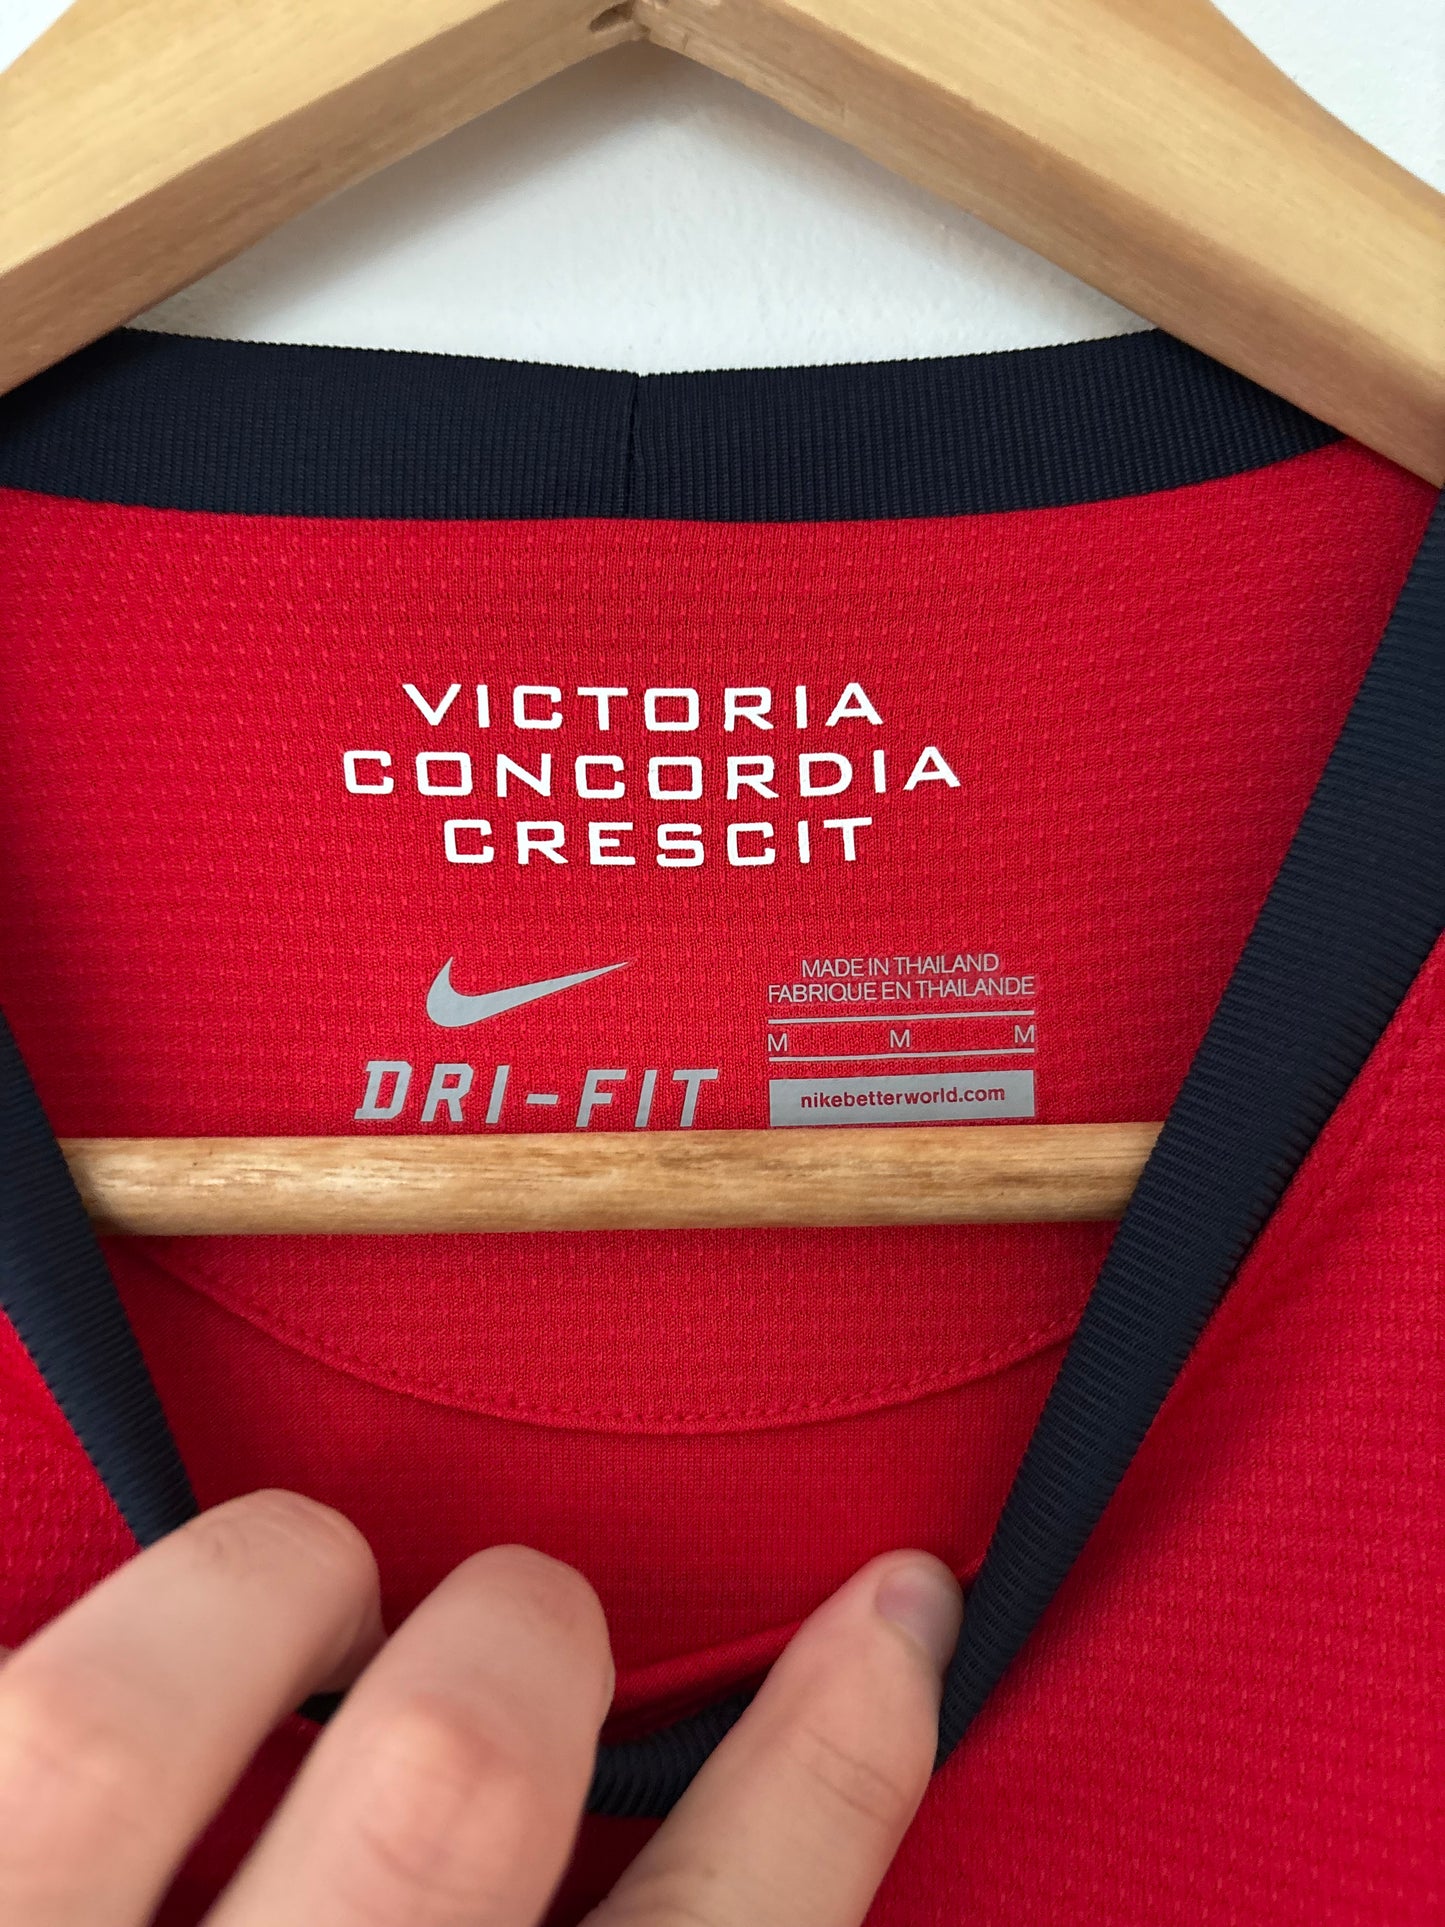 VICTORIA
CONCORDIA
CRESCIT
MADE IN THAILAND
FABRIQUE EN THAILANDE
M M M
DRI-FIT
nikebetterworld.com